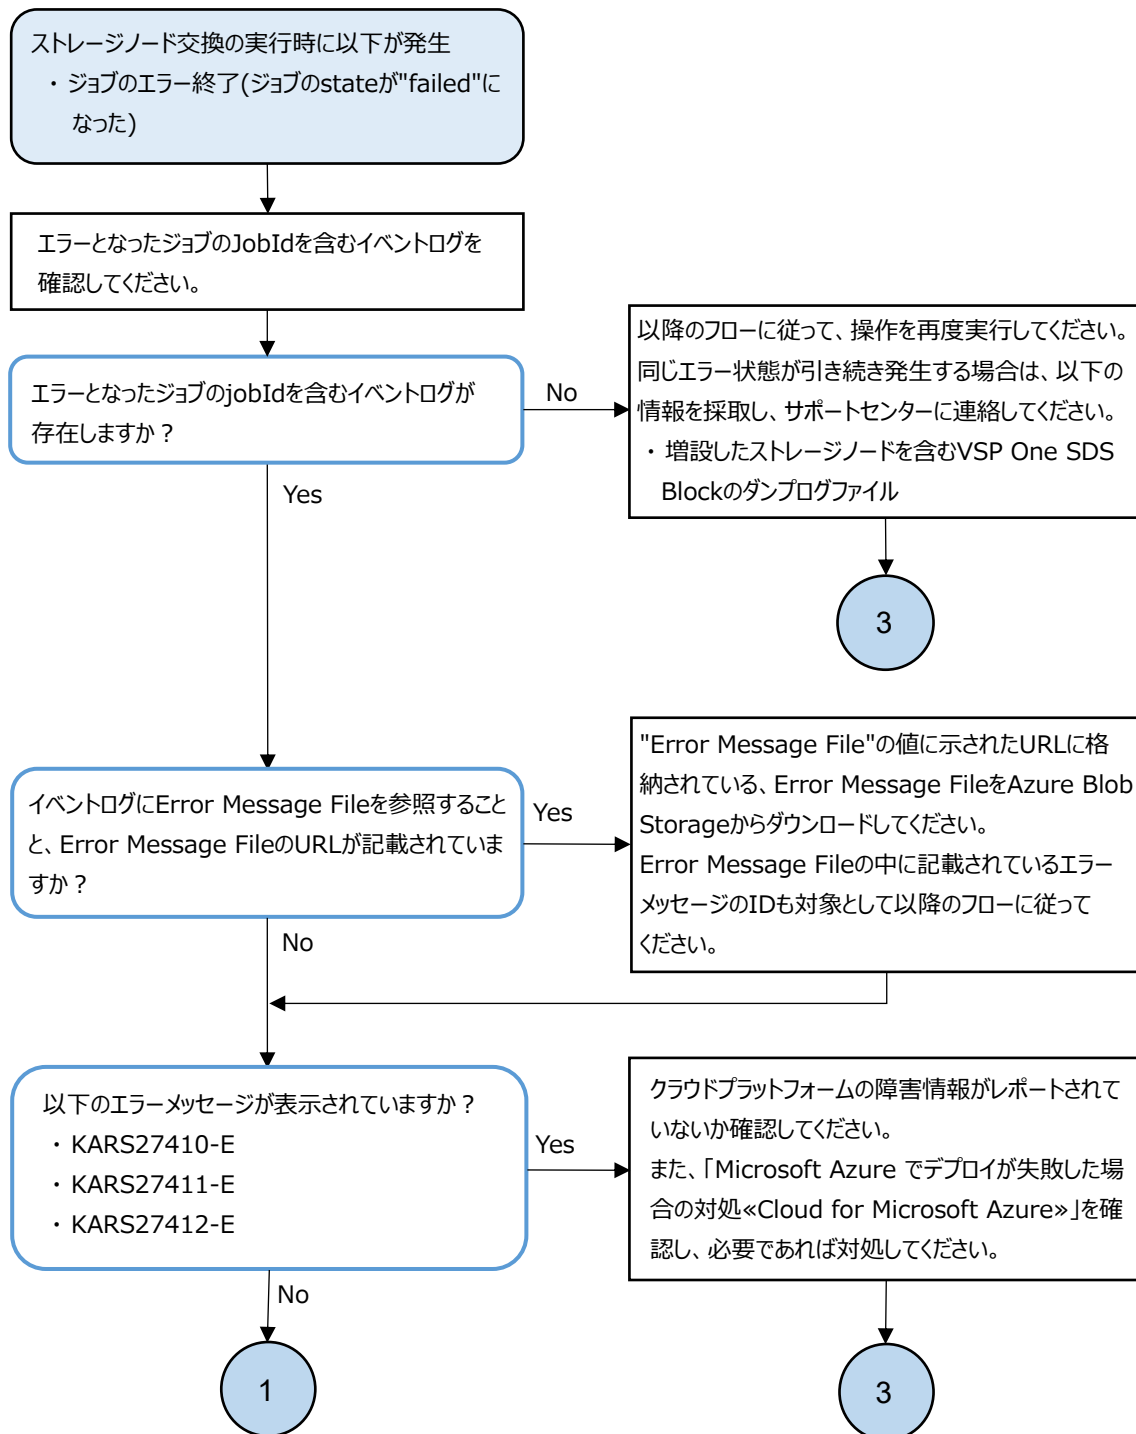 ストレージノード交換の実行時に以下が発生
・ ジョブのエラー終了(ジョブのstateが"failed"に
なった)
エラーとなったジョブのJobIdを含むイベントログを
確認してください。
エラーとなったジョブのjobIdを含むイベントログが
存在しますか？
No
以降のフローに従って、操作を再度実行してください。
同じエラー状態が引き続き発生する場合は、以下の
情報を採取し、サポートセンターに連絡してください。
・ 増設したストレージノードを含むVSP One SDS
Blockのダンプログファイル
Yes
3
イベントログにError Message Fileを参照すること
と、Error Message FileのURLが記載されていま
すか？
Yes
"Error Message File"の値に示されたURLに格
納されている、Error Message FileをAzure Blob
Storageからダウンロードしてください。
Error Message Fileの中に記載されているエラー
メッセージのIDも対象として以降のフローに従って
ください。
No
以下のエラーメッセージが表示されていますか？
・ KARS27410-E
・ KARS27411-E
・ KARS27412-E
Yes
クラウドプラットフォームの障害情報がレポートされて
いないか確認してください。
また、「Microsoft Azure でデプロイが失敗した場
合の対処«Cloud for Microsoft Azure»」を確
認し、必要であれば対処してください。
No
1
3